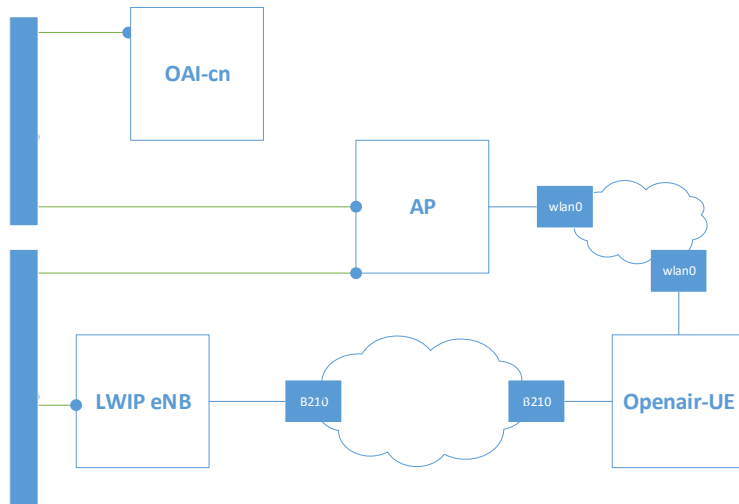 OAI-cn
AP
wlan0
wlan0
LWIP eNB
B210
B210
Openair-UE